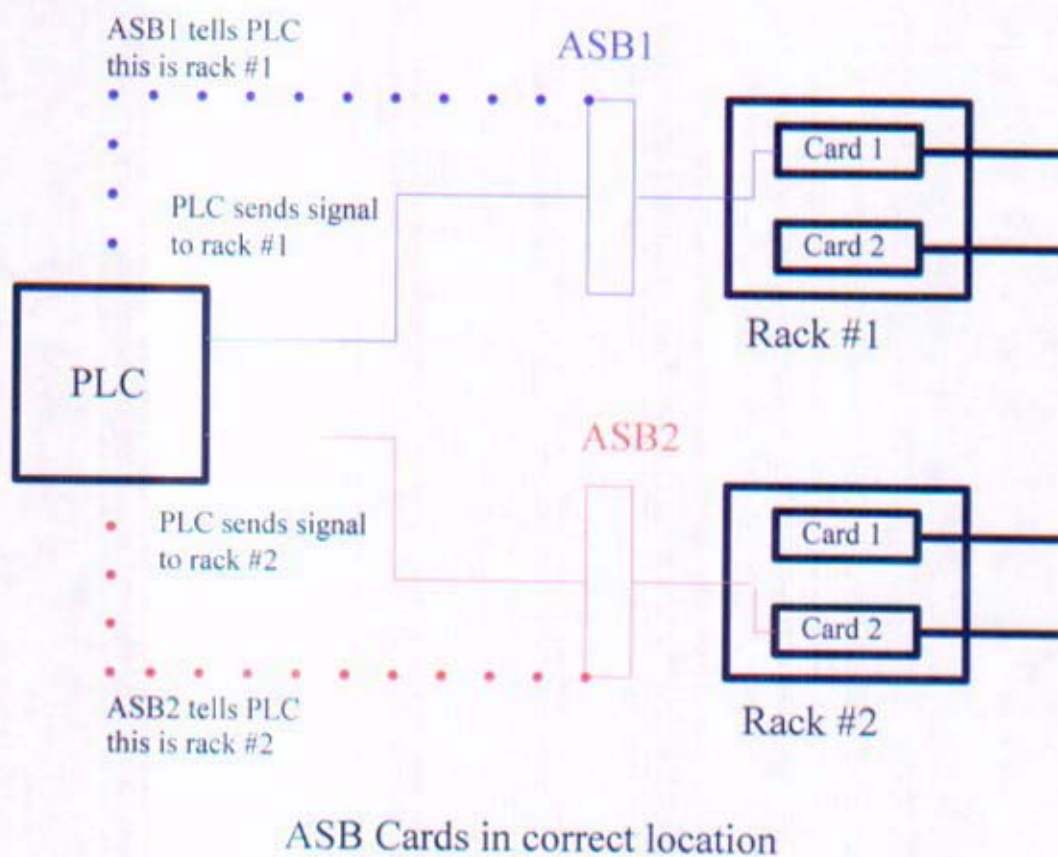 ASB1 tells PLC
this is rack #1
ASB1
Card 1
PLC sends signal
to rack #1
Card 2
Rack #1
PLC
ASB2
PLC sends signal
to rack #2
Card 1
Card 2
ASB2 tells PLC
this is rack #2
Rack #2
ASB Cards in correct location